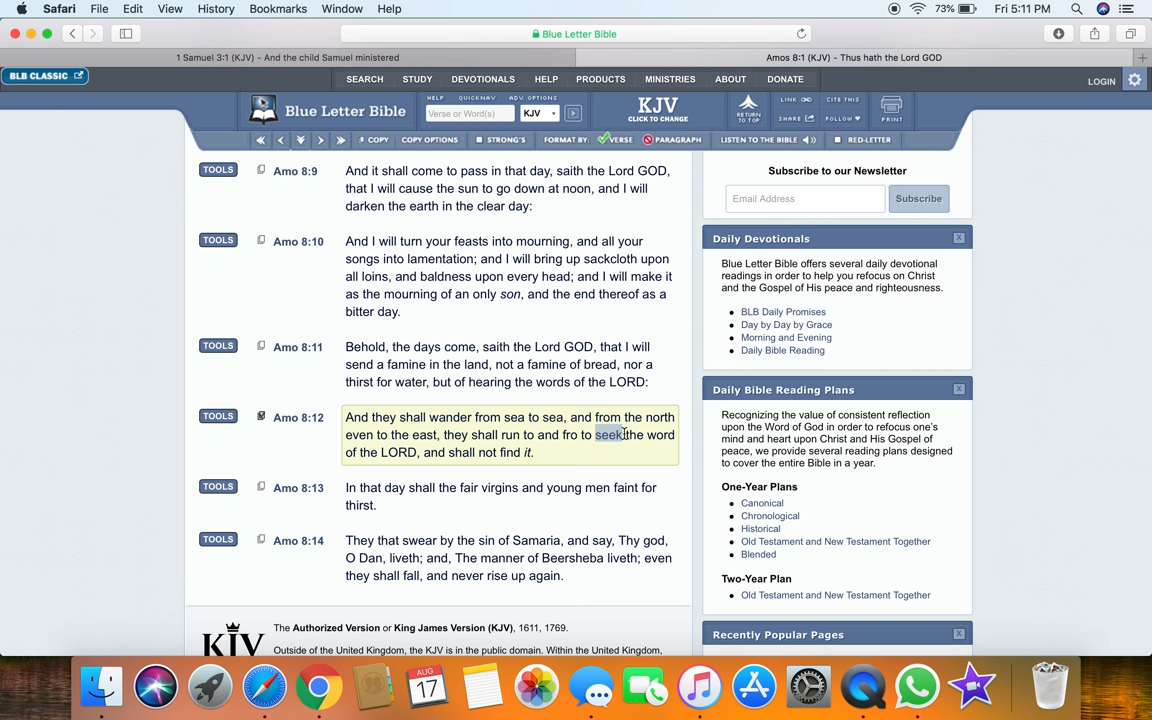 Safari File Edit View History Bookmarks Window Help 73% Fri 5:11 PM
Blue Letter Bible
1 Samuel 3:1 (KJV) - And the child Samuel ministered
Amos 8:1 (KJV) - Thus hath the Lord GOD
BLB CLASSIC
SEARCH STUDY DEVOTIONALS HELP PRODUCTS MINISTRIES ABOUT DONATE LOGIN
Blue Letter Bible
HELP QUICKNAV ADV OPTIONS
Verse or Word(s) KJV
KJV
CLICK TO CHANGE
RETURN
TO TOP
LINK CITE THIS
SHARE FOLLOW
PRINT
COPY COPY OPTIONS STRONG'S FORMAT BY: VERSE PARAGRAPH LISTEN TO THE BIBLE RED-LETTER
TOOLS Amo 8:9 And it shall come to pass in that day, saith the Lord GOD,
that I will cause the sun to go down at noon, and I will
darken the earth in the clear day:
TOOLS Amo 8:10 And I will turn your feasts into mourning, and all your
songs into lamentation; and I will bring up sackcloth upon
all loins, and baldness upon every head; and I will make it
as the mourning of an only son, and the end thereof as a
bitter day.
TOOLS Amo 8:11 Behold, the days come, saith the Lord GOD, that I will
send a famine in the land, not a famine of bread, nor a
thirst for water, but of hearing the words of the LORD:
TOOLS Amo 8:12 And they shall wander from sea to sea, and from the north
even to the east, they shall run to and fro to seek the word
of the LORD, and shall not find it.
TOOLS Amo 8:13 In that day shall the fair virgins and young men faint for
thirst.
TOOLS Amo 8:14 They that swear by the sin of Samaria, and say, Thy god,
O Dan, liveth; and, The manner of Beersheba liveth; even
they shall fall, and never rise up again.
KJV
The Authorized Version or King James Version (KJV), 1611, 1769.
Outside of the United Kingdom, the KJV is in the public domain. Within the United Kingdom,
Subscribe to our Newsletter
Email Address Subscribe
Daily Devotionals
Blue Letter Bible offers several daily devotional
readings in order to help you refocus on Christ
and the Gospel of His peace and righteousness.
BLB Daily Promises
Day by Day by Grace
Morning and Evening
Daily Bible Reading
Daily Bible Reading Plans
Recognizing the value of consistent reflection
upon the Word of God in order to refocus one's
mind and heart upon Christ and His Gospel of
peace, we provide several reading plans designed
to cover the entire Bible in a year.
One-Year Plans
Canonical
Chronological
Historical
Old Testament and New Testament Together
Blended
Two-Year Plan
Old Testament and New Testament Together
Recently Popular Pages
AUG
17